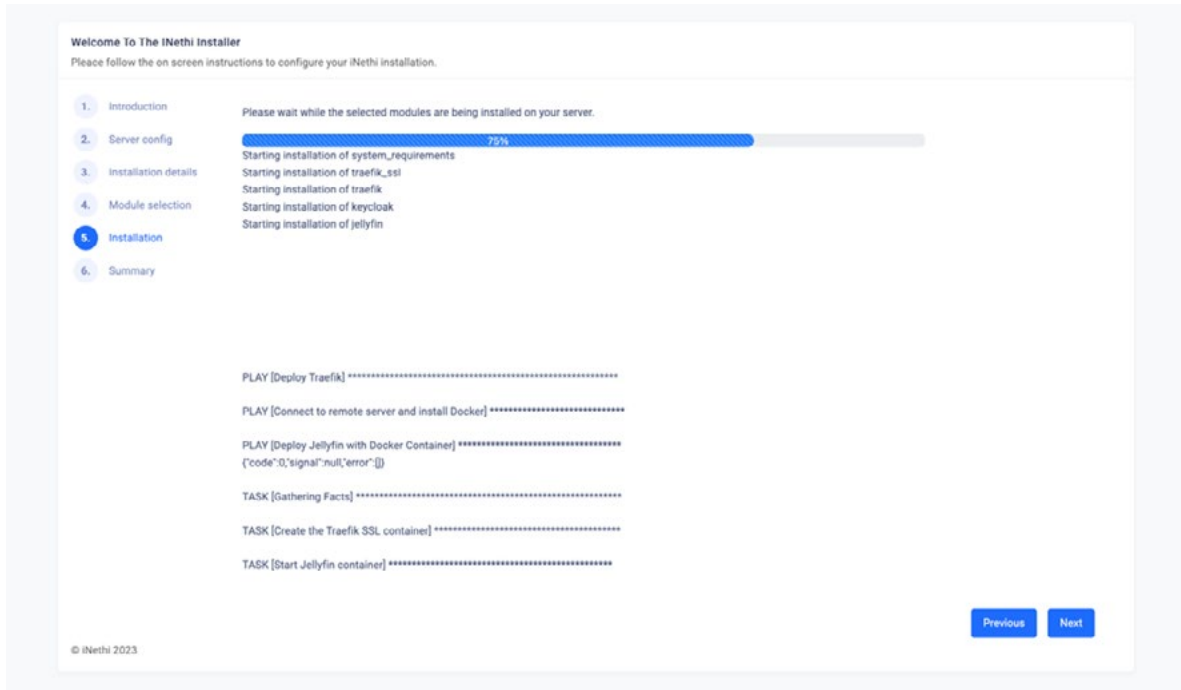 Welcome To The INethi Installer
Pleace follow the on screen instructions to configure your iNethi installation.
1. Introduction
2. Server config
3. Installation details
4. Module selection
5. Installation
6. Summary
Please wait while the selected modules are being installed on your server.
75%
Starting installation of system_requirements
Starting installation of traefik_ssl
Starting installation of traefik
Starting installation of keycloak
Starting installation of jellyfin
PLAY [Deploy Traefik] **********************************************************
PLAY [Connect to remote server and install Docker] *****************************
PLAY [Deploy Jellyfin with Docker Container] ***********************************
{"code":0,"signal":null,"error":[]}
TASK [Gathering Facts] *********************************************************
TASK [Create the Traefik SSL container] ****************************************
TASK [Start Jellyfin container] ************************************************
Previous
Next
© iNethi 2023